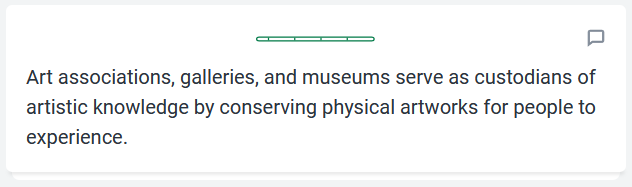 Art associations, galleries, and museums serve as custodians of
artistic knowledge by conserving physical artworks for people to
experience.